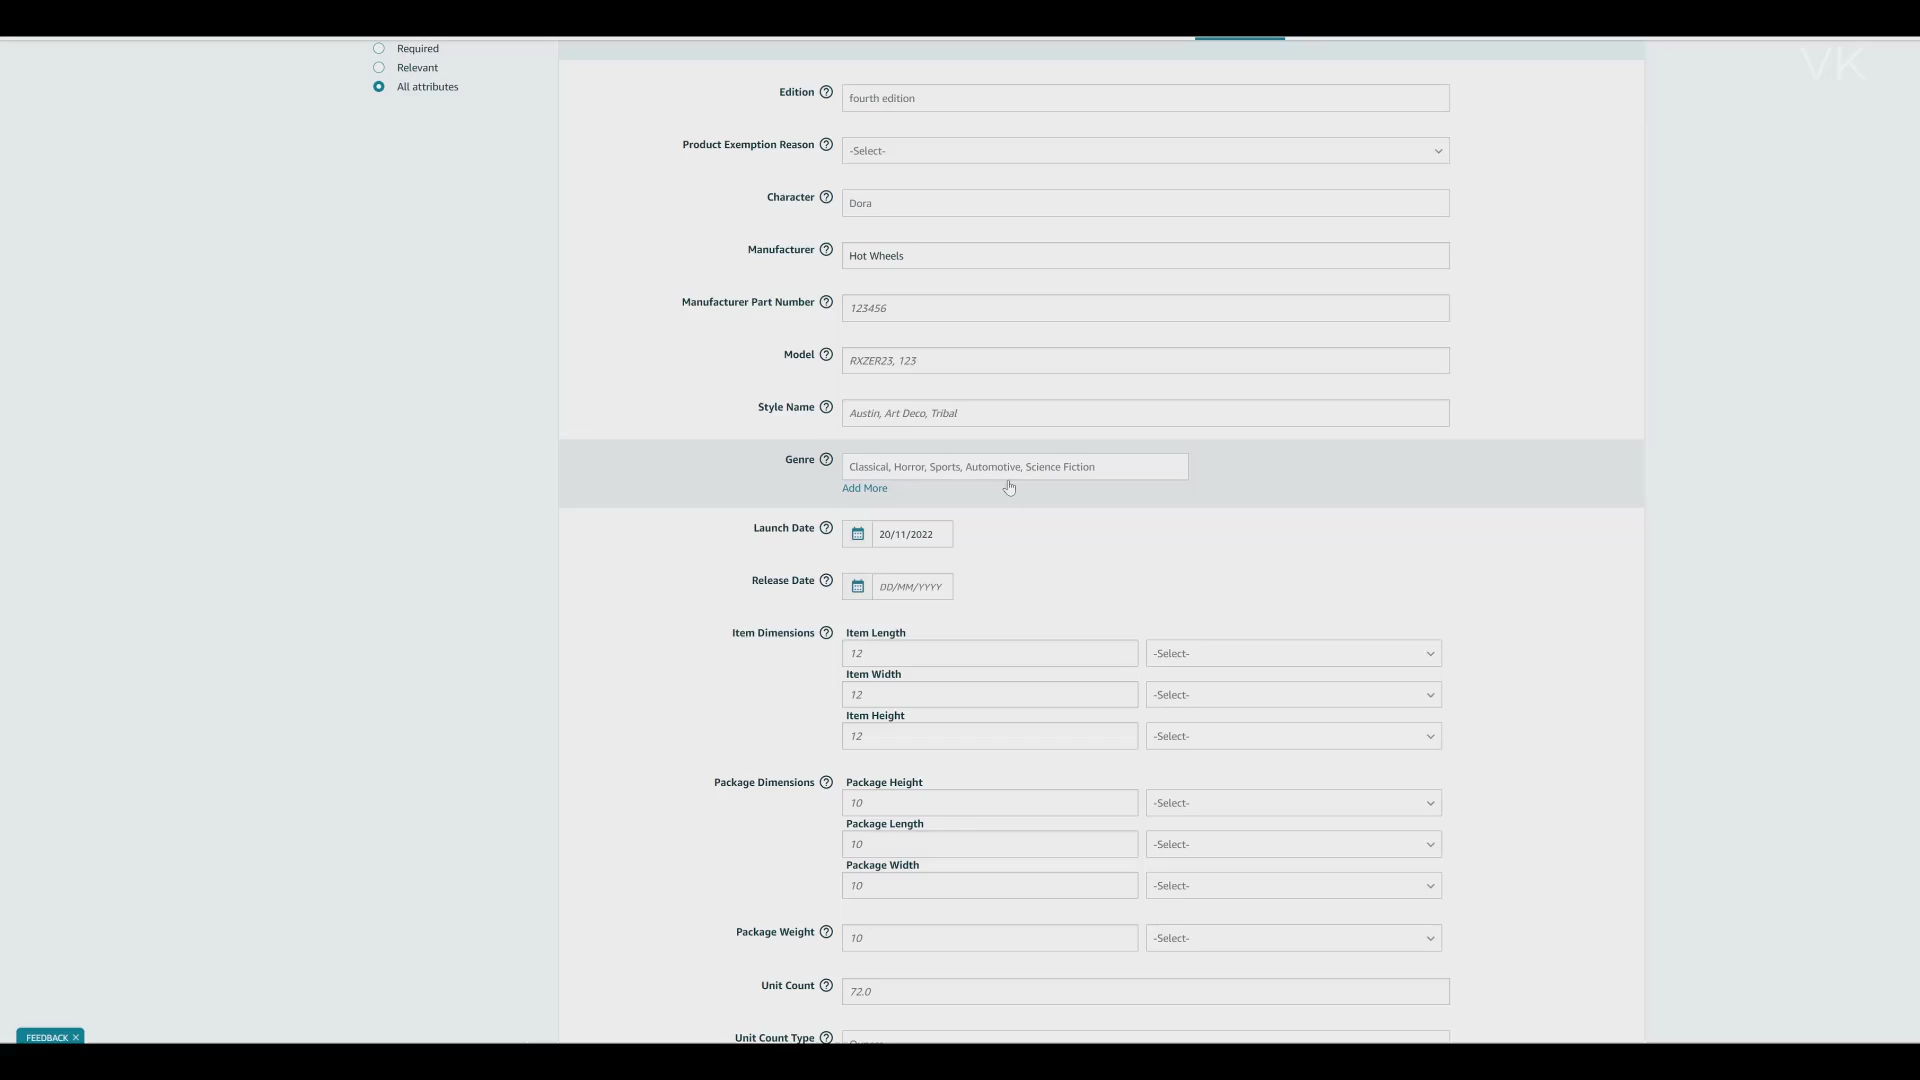 Required
VK
Relevant
All attributes
Edition
fourth edition
Product Exemption Reason
-Select-
Character
Dora
Manufacturer
Hot Wheels
Manufacturer Part Number
123456
Model
RXZER23, 123
Style Name
Austin, Art Deco, Tribal
Genre
Classical, Horror, Sports, Automotive, Science Fiction
Add More
Launch Date
20/11/2022
Release Date
DD/MM/YYYY
Item Dimensions
Item Length
12 -Select-
Item Width
12 -Select-
Item Height
12 -Select-
Package Dimensions
Package Height
10 -Select-
Package Length
10 -Select-
Package Width
10 -Select-
Package Weight
10 -Select-
Unit Count
72.0
Unit Count Type
FEEDBACK ×